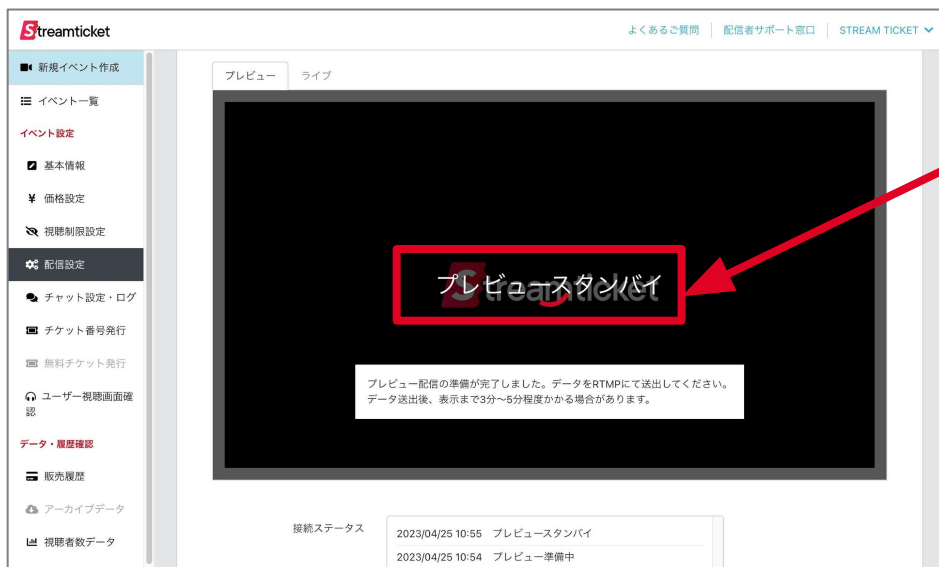 Streamticket
よくあるご質問
配信者サポート窓口
STREAM TICKET
新規イベント作成
イベント一覧
イベント設定
基本情報
価格設定
視聴制限設定
配信設定
チャット設定・ログ
チケット番号発行
無料チケット発行
ユーザー視聴画面確
認
データ・履歴確認
販売履歴
アーカイブデータ
視聴者数データ
プレビュー
ライブ
Streamticket
プレビュースタンバイ
プレビュー配信の準備が完了しました。データをRTMPにて送出してください。
データ送出後、表示まで3分〜5分程度かかる場合があります。
接続ステータス
2023/04/25 10:55 プレビュースタンバイ
2023/04/25 10:54 プレビュー準備中